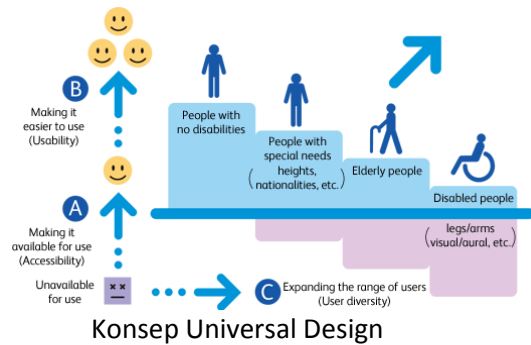 B
Making it
easier to use
(Usability)
A
Making it
available for use
(Accessibility)
Unavailable
for use
People with
no disabilities
People with
special needs
(heights,
nationalities, etc.)
Elderly people
Disabled people
(legs/arms
visual/aural, etc.)
C
Expanding the range of users
(User diversity)
Konsep Universal Design